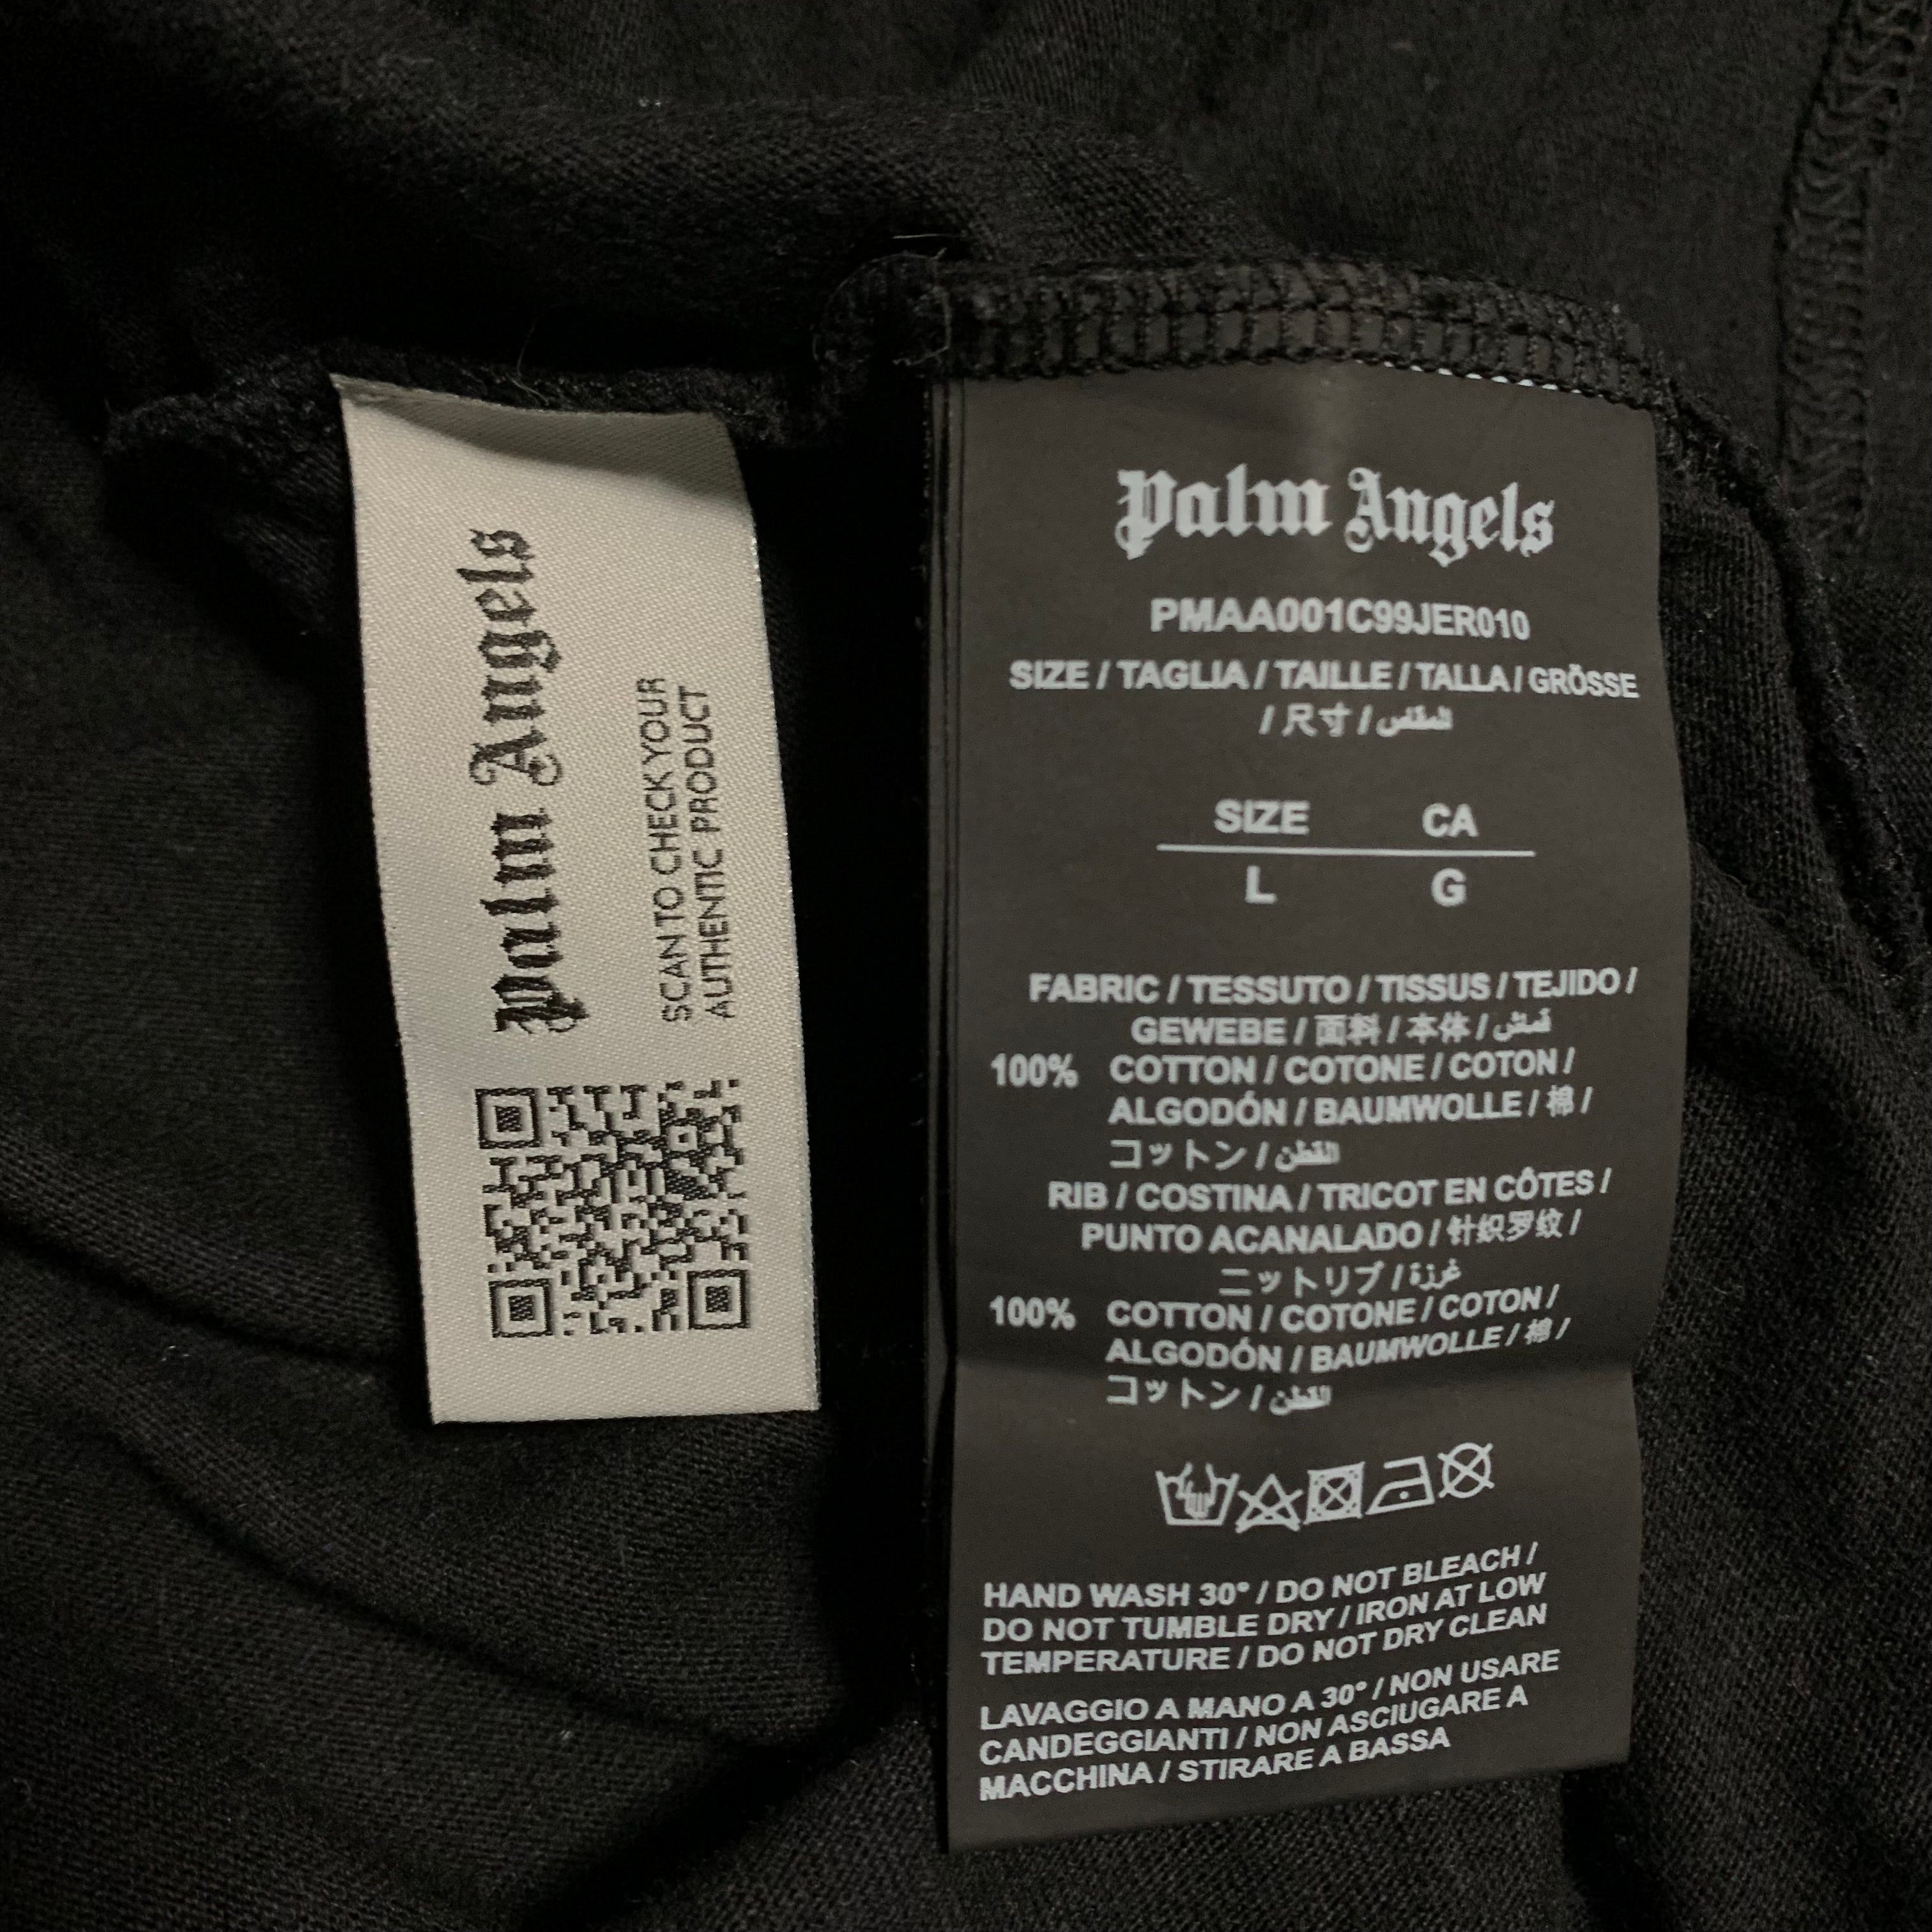 Palm Angels
SCAN TO CHECK YOUR
AUTHENTIC PRODUCT
Palm Angels
PMAA001C99JER010
SIZE / TAGLIA / TAILLE / TALLA / GRÖSSE
/ 尺寸 / المقاس
SIZE CA
L G
FABRIC / TESSUTO / TISSUS / TEJIDO /
GEWEBE / 面料 / 本体 / قماش
100% COTTON / COTONE / COTON /
ALGODÓN / BAUMWOLLE / 棉 /
コットン / القطن
RIB / COSTINA / TRICOT EN CÔTES /
PUNTO ACANALADO / 针织罗纹 /
ニットリブ / غرزة
100% COTTON / COTONE / COTON /
ALGODÓN / BAUMWOLLE / 棉 /
コットン / القطن
HAND WASH 30° / DO NOT BLEACH /
DO NOT TUMBLE DRY / IRON AT LOW
TEMPERATURE / DO NOT DRY CLEAN
LAVAGGIO A MANO A 30° / NON USARE
CANDEGGIANTI / NON ASCIUGARE A
MACCHINA / STIRARE A BASSA